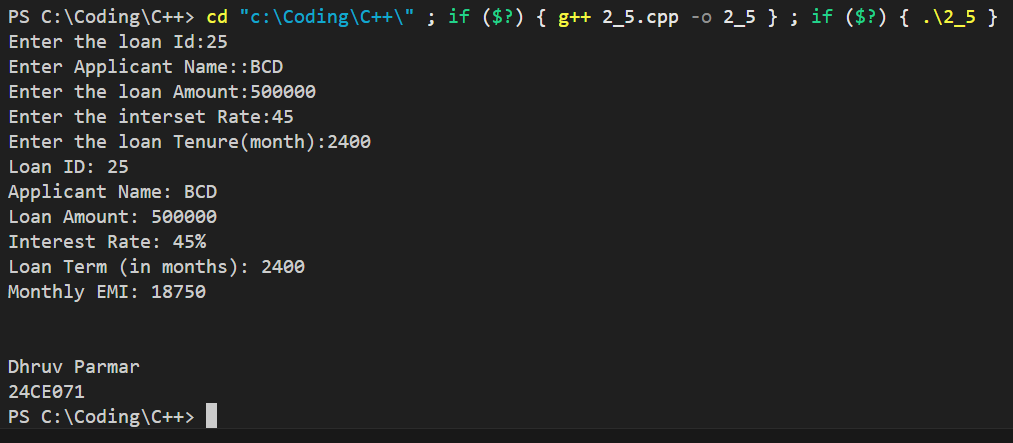 PS C:\Coding\C++> cd "c:\Coding\C++\" ; if ($?) { g++ 2_5.cpp -o 2_5 } ; if ($?) { .\2_5 }
Enter the loan Id:25
Enter Applicant Name::BCD
Enter the loan Amount:500000
Enter the interset Rate:45
Enter the loan Tenure(month):2400
Loan ID: 25
Applicant Name: BCD
Loan Amount: 500000
Interest Rate: 45%
Loan Term (in months): 2400
Monthly EMI: 18750
Dhruv Parmar
24CE071
PS C:\Coding\C++>